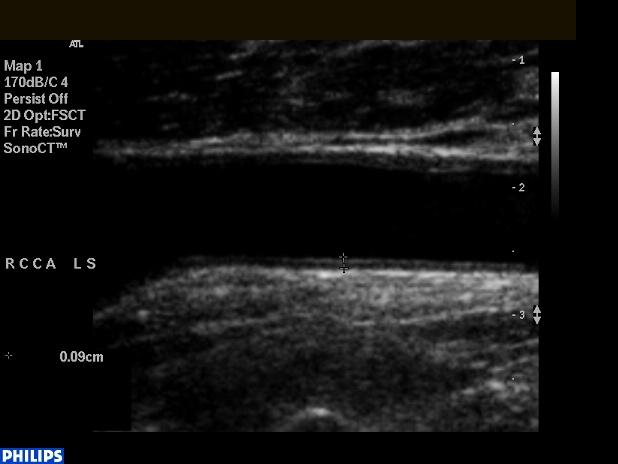 ATL
Map 1
170dB/C 4
Persist Off
2D Opt:FSCT
Fr Rate:Surv
SonoCT™
1
2
RCCA LS
3
0.09cm
PHILIPS